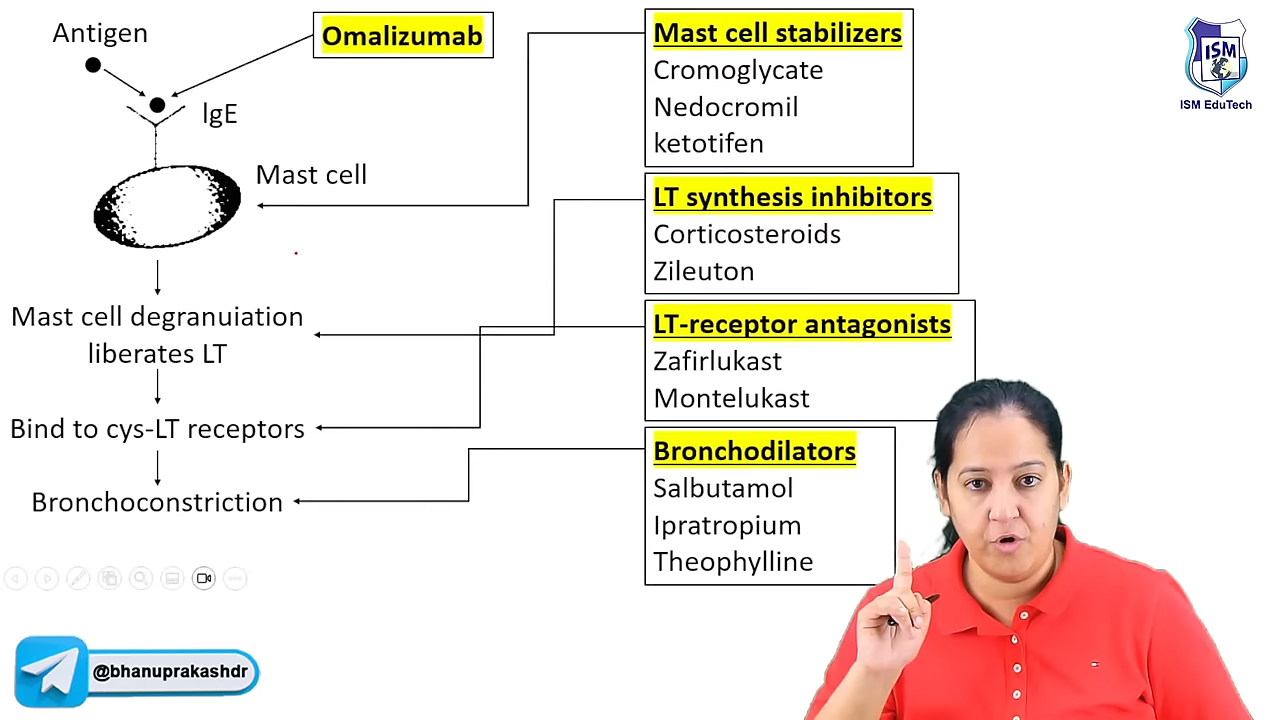 Antigen
Omalizumab
IgE
Mast cell
Mast cell degranuiation
liberates LT
Bind to cys-LT receptors
Bronchoconstriction
Mast cell stabilizers
Cromoglycate
Nedocromil
ketotifen
LT synthesis inhibitors
Corticosteroids
Zileuton
LT-receptor antagonists
Zafirlukast
Montelukast
Bronchodilators
Salbutamol
Ipratropium
Theophylline
ISM
ISM EduTech
@bhanuprakashdr